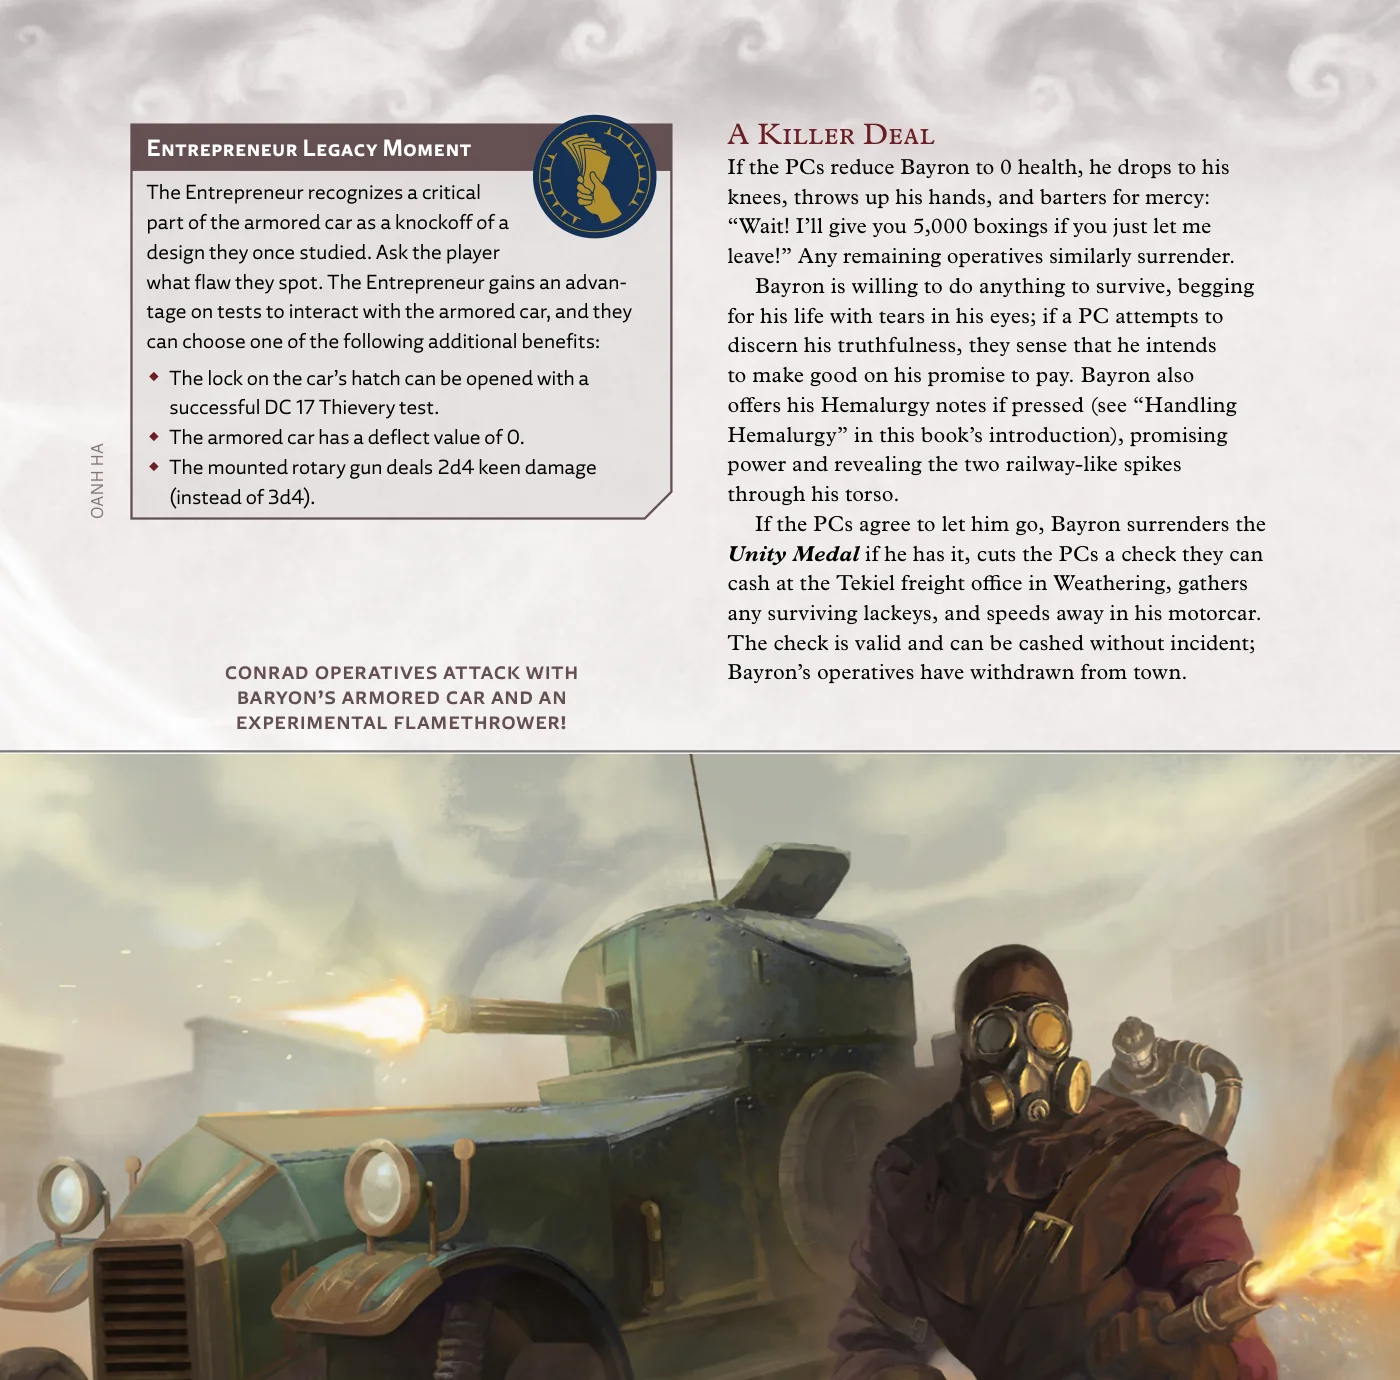 Entrepreneur Legacy Moment
The Entrepreneur recognizes a critical
part of the armored car as a knockoff of a
design they once studied. Ask the player
what flaw they spot. The Entrepreneur gains an advan-
tage on tests to interact with the armored car, and they
can choose one of the following additional benefits:
◆ The lock on the car’s hatch can be opened with a
successful DC 17 Thievery test.
◆ The armored car has a deflect value of 0.
◆ The mounted rotary gun deals 2d4 keen damage
(instead of 3d4).
OANH HA
CONRAD OPERATIVES ATTACK WITH
BARYON’S ARMORED CAR AND AN
EXPERIMENTAL FLAMETHROWER!
A Killer Deal
If the PCs reduce Bayron to 0 health, he drops to his
knees, throws up his hands, and barters for mercy:
“Wait! I’ll give you 5,000 boxings if you just let me
leave!” Any remaining operatives similarly surrender.
Bayron is willing to do anything to survive, begging
for his life with tears in his eyes; if a PC attempts to
discern his truthfulness, they sense that he intends
to make good on his promise to pay. Bayron also
offers his Hemalurgy notes if pressed (see “Handling
Hemalurgy” in this book’s introduction), promising
power and revealing the two railway-like spikes
through his torso.
If the PCs agree to let him go, Bayron surrenders the
Unity Medal if he has it, cuts the PCs a check they can
cash at the Tekiel freight office in Weathering, gathers
any surviving lackeys, and speeds away in his motorcar.
The check is valid and can be cashed without incident;
Bayron’s operatives have withdrawn from town.